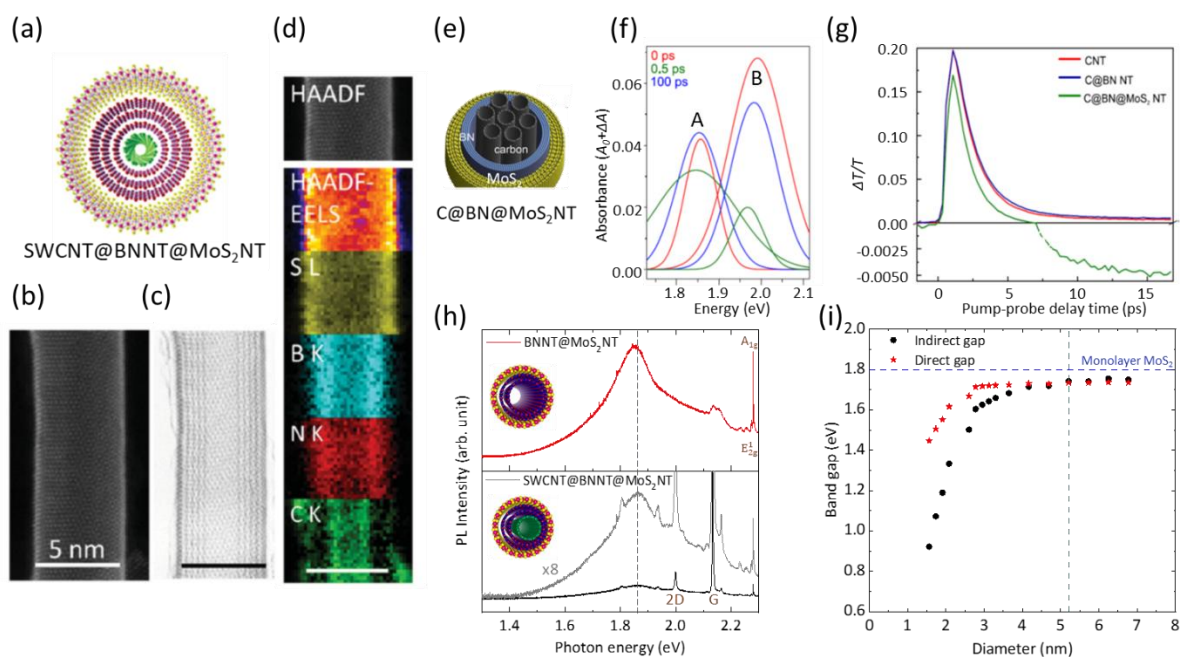 (a)
SWCNT@BNNT@MoS₂NT
(b)
5 nm
(c)
(d)
HAADF
HAADF-
EELS
S L
B K
N K
C K
(e)
BN
carbon
MoS₂
C@BN@MoS₂NT
(f)
0 ps
0.5 ps
100 ps
A
B
Absorbance (A₀+ΔA)
0.06
0.04
0.02
0.00
1.8
1.9
2.0
2.1
Energy (eV)
(g)
CNT
C@BN NT
C@BN@MoS₂ NT
ΔT/T
0.20
0.15
0.10
0.05
0.00
-0.0025
-0.0050
0
5
10
15
Pump-probe delay time (ps)
(h)
BNNT@MoS₂NT
A₁g
E¹₂g
SWCNT@BNNT@MoS₂NT
x8
2D
G
PL Intensity (arb. unit)
1.4
1.6
1.8
2.0
2.2
Photon energy (eV)
(i)
Indirect gap
Direct gap
Monolayer MoS₂
Band gap (eV)
2.0
1.8
1.6
1.4
1.2
1.0
0.8
0.6
0
1
2
3
4
5
6
7
8
Diameter (nm)